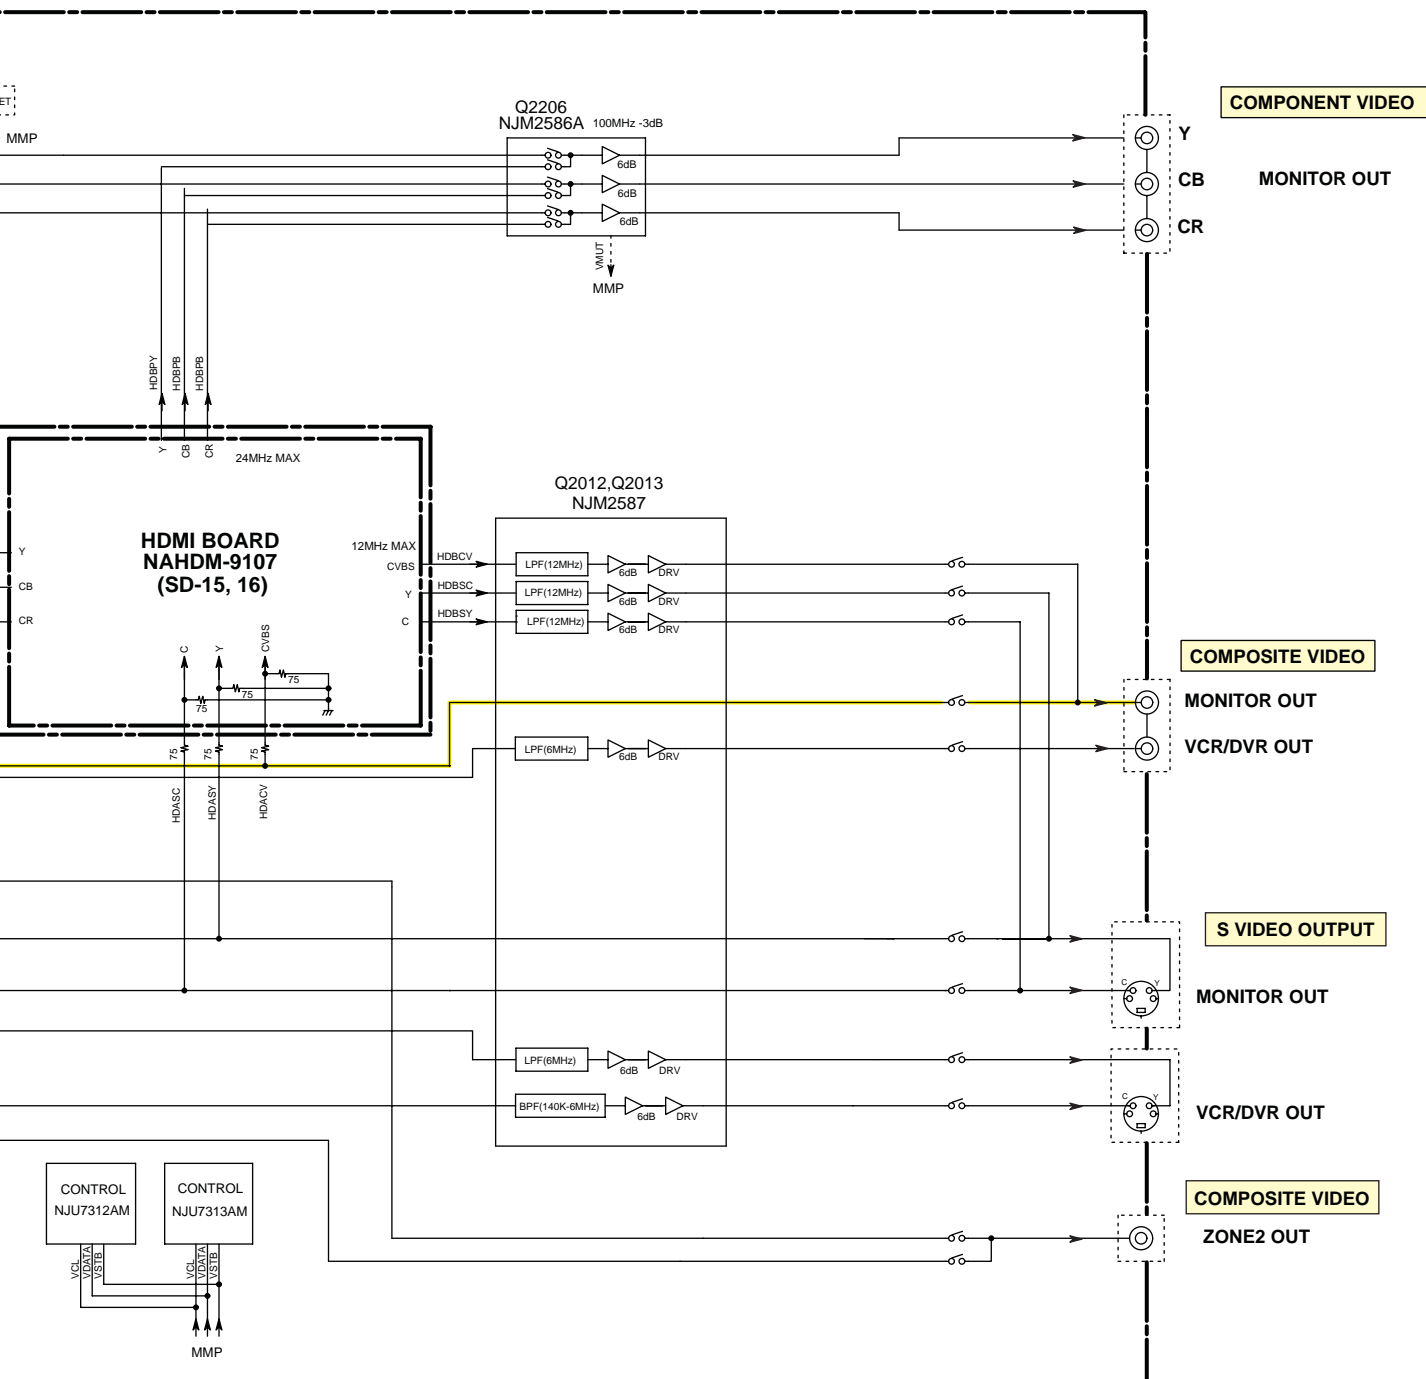 ET
MMP
Q2206
NJM2586A 100MHz -3dB
6dB
6dB
6dB
VMUT
MMP
COMPONENT VIDEO
Y
CB MONITOR OUT
CR
HDBPY
HDBPB
HDBPB
Y
CB
CR
24MHz MAX
HDMI BOARD
NAHDM-9107
(SD-15, 16)
Y
CB
CR
12MHz MAX
CVBS
Y
C
HDBCV
HDBSC
HDBSY
C
Y
CVBS
75
75
75
75
75
75
HDASC
HDASY
HDACV
Q2012,Q2013
NJM2587
LPF(12MHz) 6dB DRV
LPF(12MHz) 6dB DRV
LPF(12MHz) 6dB DRV
LPF(6MHz) 6dB DRV
LPF(6MHz) 6dB DRV
BPF(140K-6MHz) 6dB DRV
COMPOSITE VIDEO
MONITOR OUT
VCR/DVR OUT
S VIDEO OUTPUT
C Y
MONITOR OUT
C Y
VCR/DVR OUT
COMPOSITE VIDEO
ZONE2 OUT
CONTROL
NJU7312AM
CONTROL
NJU7313AM
VCL
VDATA
VSTB
VCL
VDATA
VSTB
MMP